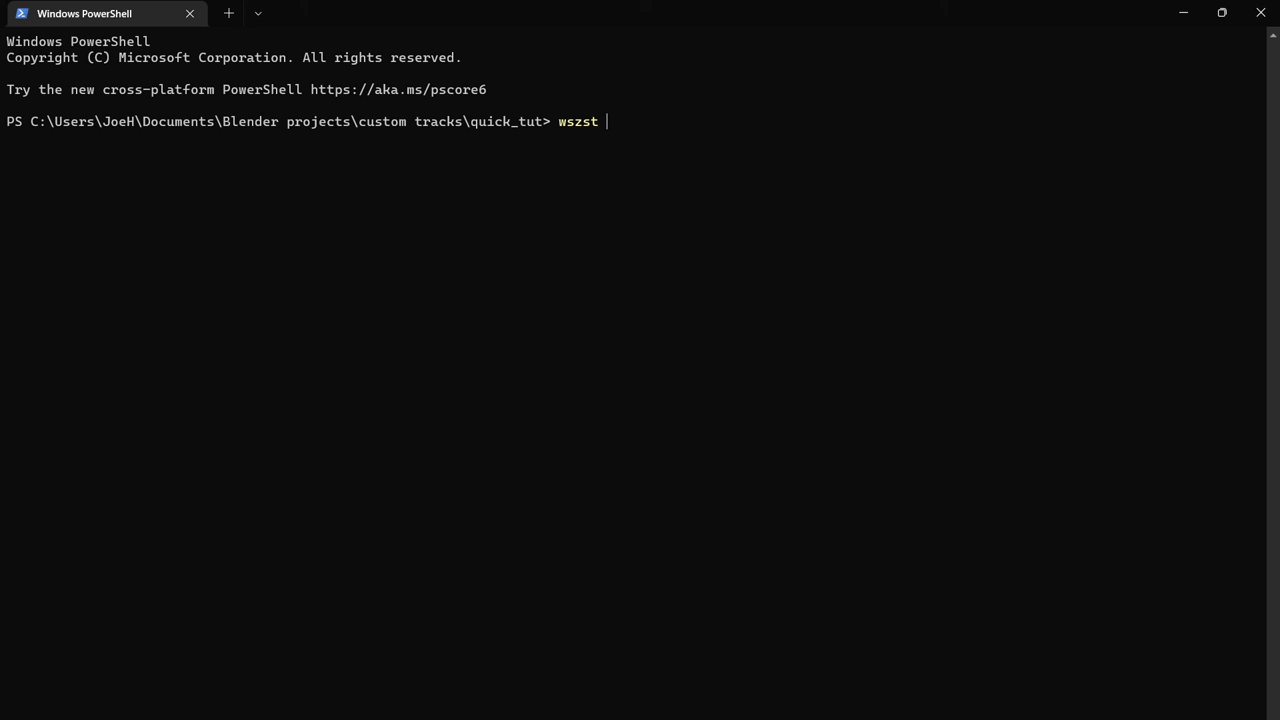 Windows PowerShell
Windows PowerShell
Copyright (C) Microsoft Corporation. All rights reserved.
Try the new cross-platform PowerShell https://aka.ms/pscore6
PS C:\Users\JoeH\Documents\Blender projects\custom tracks\quick_tut> wszst